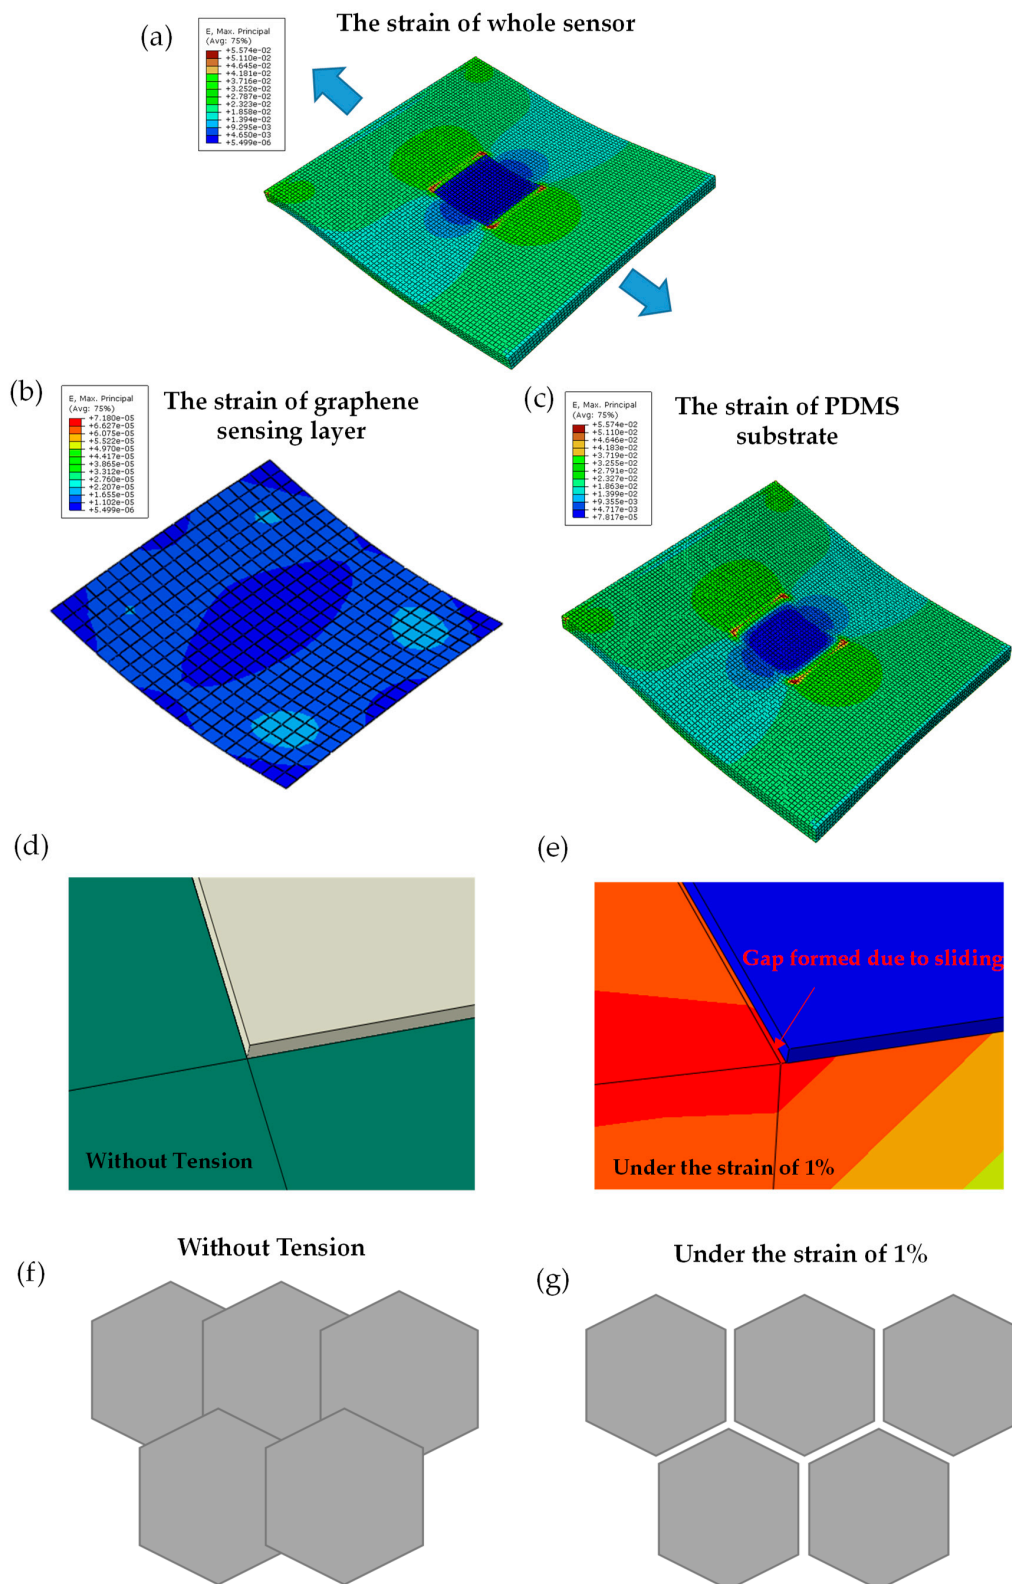 (a)
The strain of whole sensor
E, Max. Principal
(Avg: 75%)
+5.574e-02
+5.110e-02
+4.645e-02
+4.181e-02
+3.716e-02
+3.252e-02
+2.787e-02
+2.323e-02
+1.858e-02
+1.394e-02
+9.295e-03
+4.650e-03
+5.499e-06
(b)
E, Max. Principal
(Avg: 75%)
+7.180e-05
+6.627e-05
+6.075e-05
+5.522e-05
+4.970e-05
+4.417e-05
+3.865e-05
+3.312e-05
+2.760e-05
+2.207e-05
+1.655e-05
+1.102e-05
+5.499e-06
The strain of graphene
sensing layer
(c)
E, Max. Principal
(Avg: 75%)
+5.574e-02
+5.110e-02
+4.646e-02
+4.183e-02
+3.719e-02
+3.255e-02
+2.791e-02
+2.327e-02
+1.863e-02
+1.399e-02
+9.355e-03
+4.717e-03
+7.817e-05
The strain of PDMS
substrate
(d)
Without Tension
(e)
Gap formed due to sliding
Under the strain of 1%
(f)
Without Tension
(g)
Under the strain of 1%